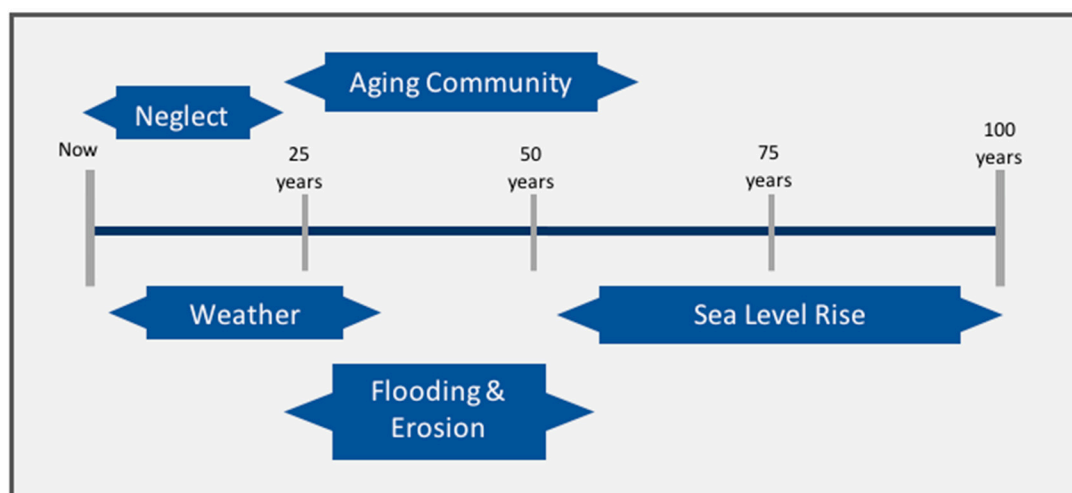 Aging Community
Neglect
Now
25
years
50
years
75
years
100
years
Weather
Sea Level Rise
Flooding &
Erosion